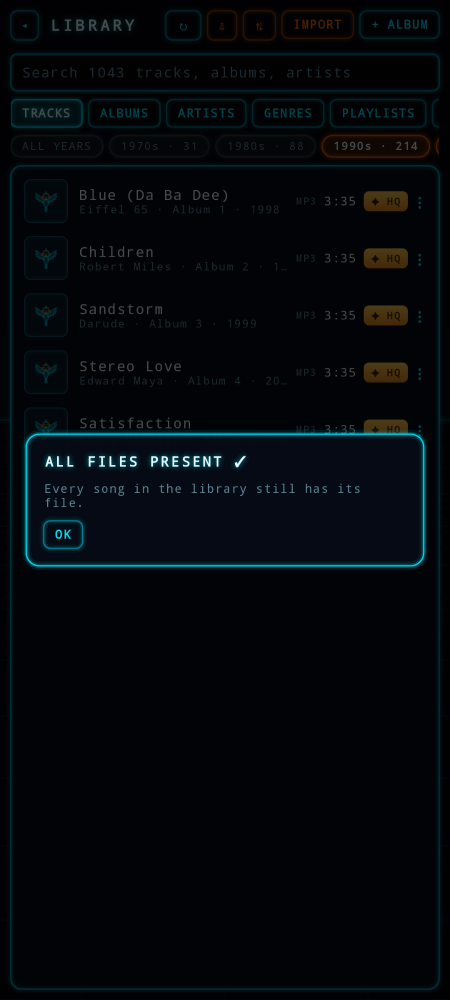 LIBRARY
IMPORT
+ ALBUM
Search 1043 tracks, albums, artists
TRACKS
ALBUMS
ARTISTS
GENRES
PLAYLISTS
ALL YEARS
1970s · 31
1980s · 88
1990s · 214
Blue (Da Ba Dee)
Eiffel 65 · Album 1 · 1998
MP3 3:35 ✦ HQ
Children
Robert Miles · Album 2 · 1…
MP3 3:35 ✦ HQ
Sandstorm
Darude · Album 3 · 1999
MP3 3:35 ✦ HQ
Stereo Love
Edward Maya · Album 4 · 20…
MP3 3:35 ✦ HQ
Satisfaction
MP3 3:35 ✦ HQ
ALL FILES PRESENT ✓
Every song in the library still has its
file.
OK